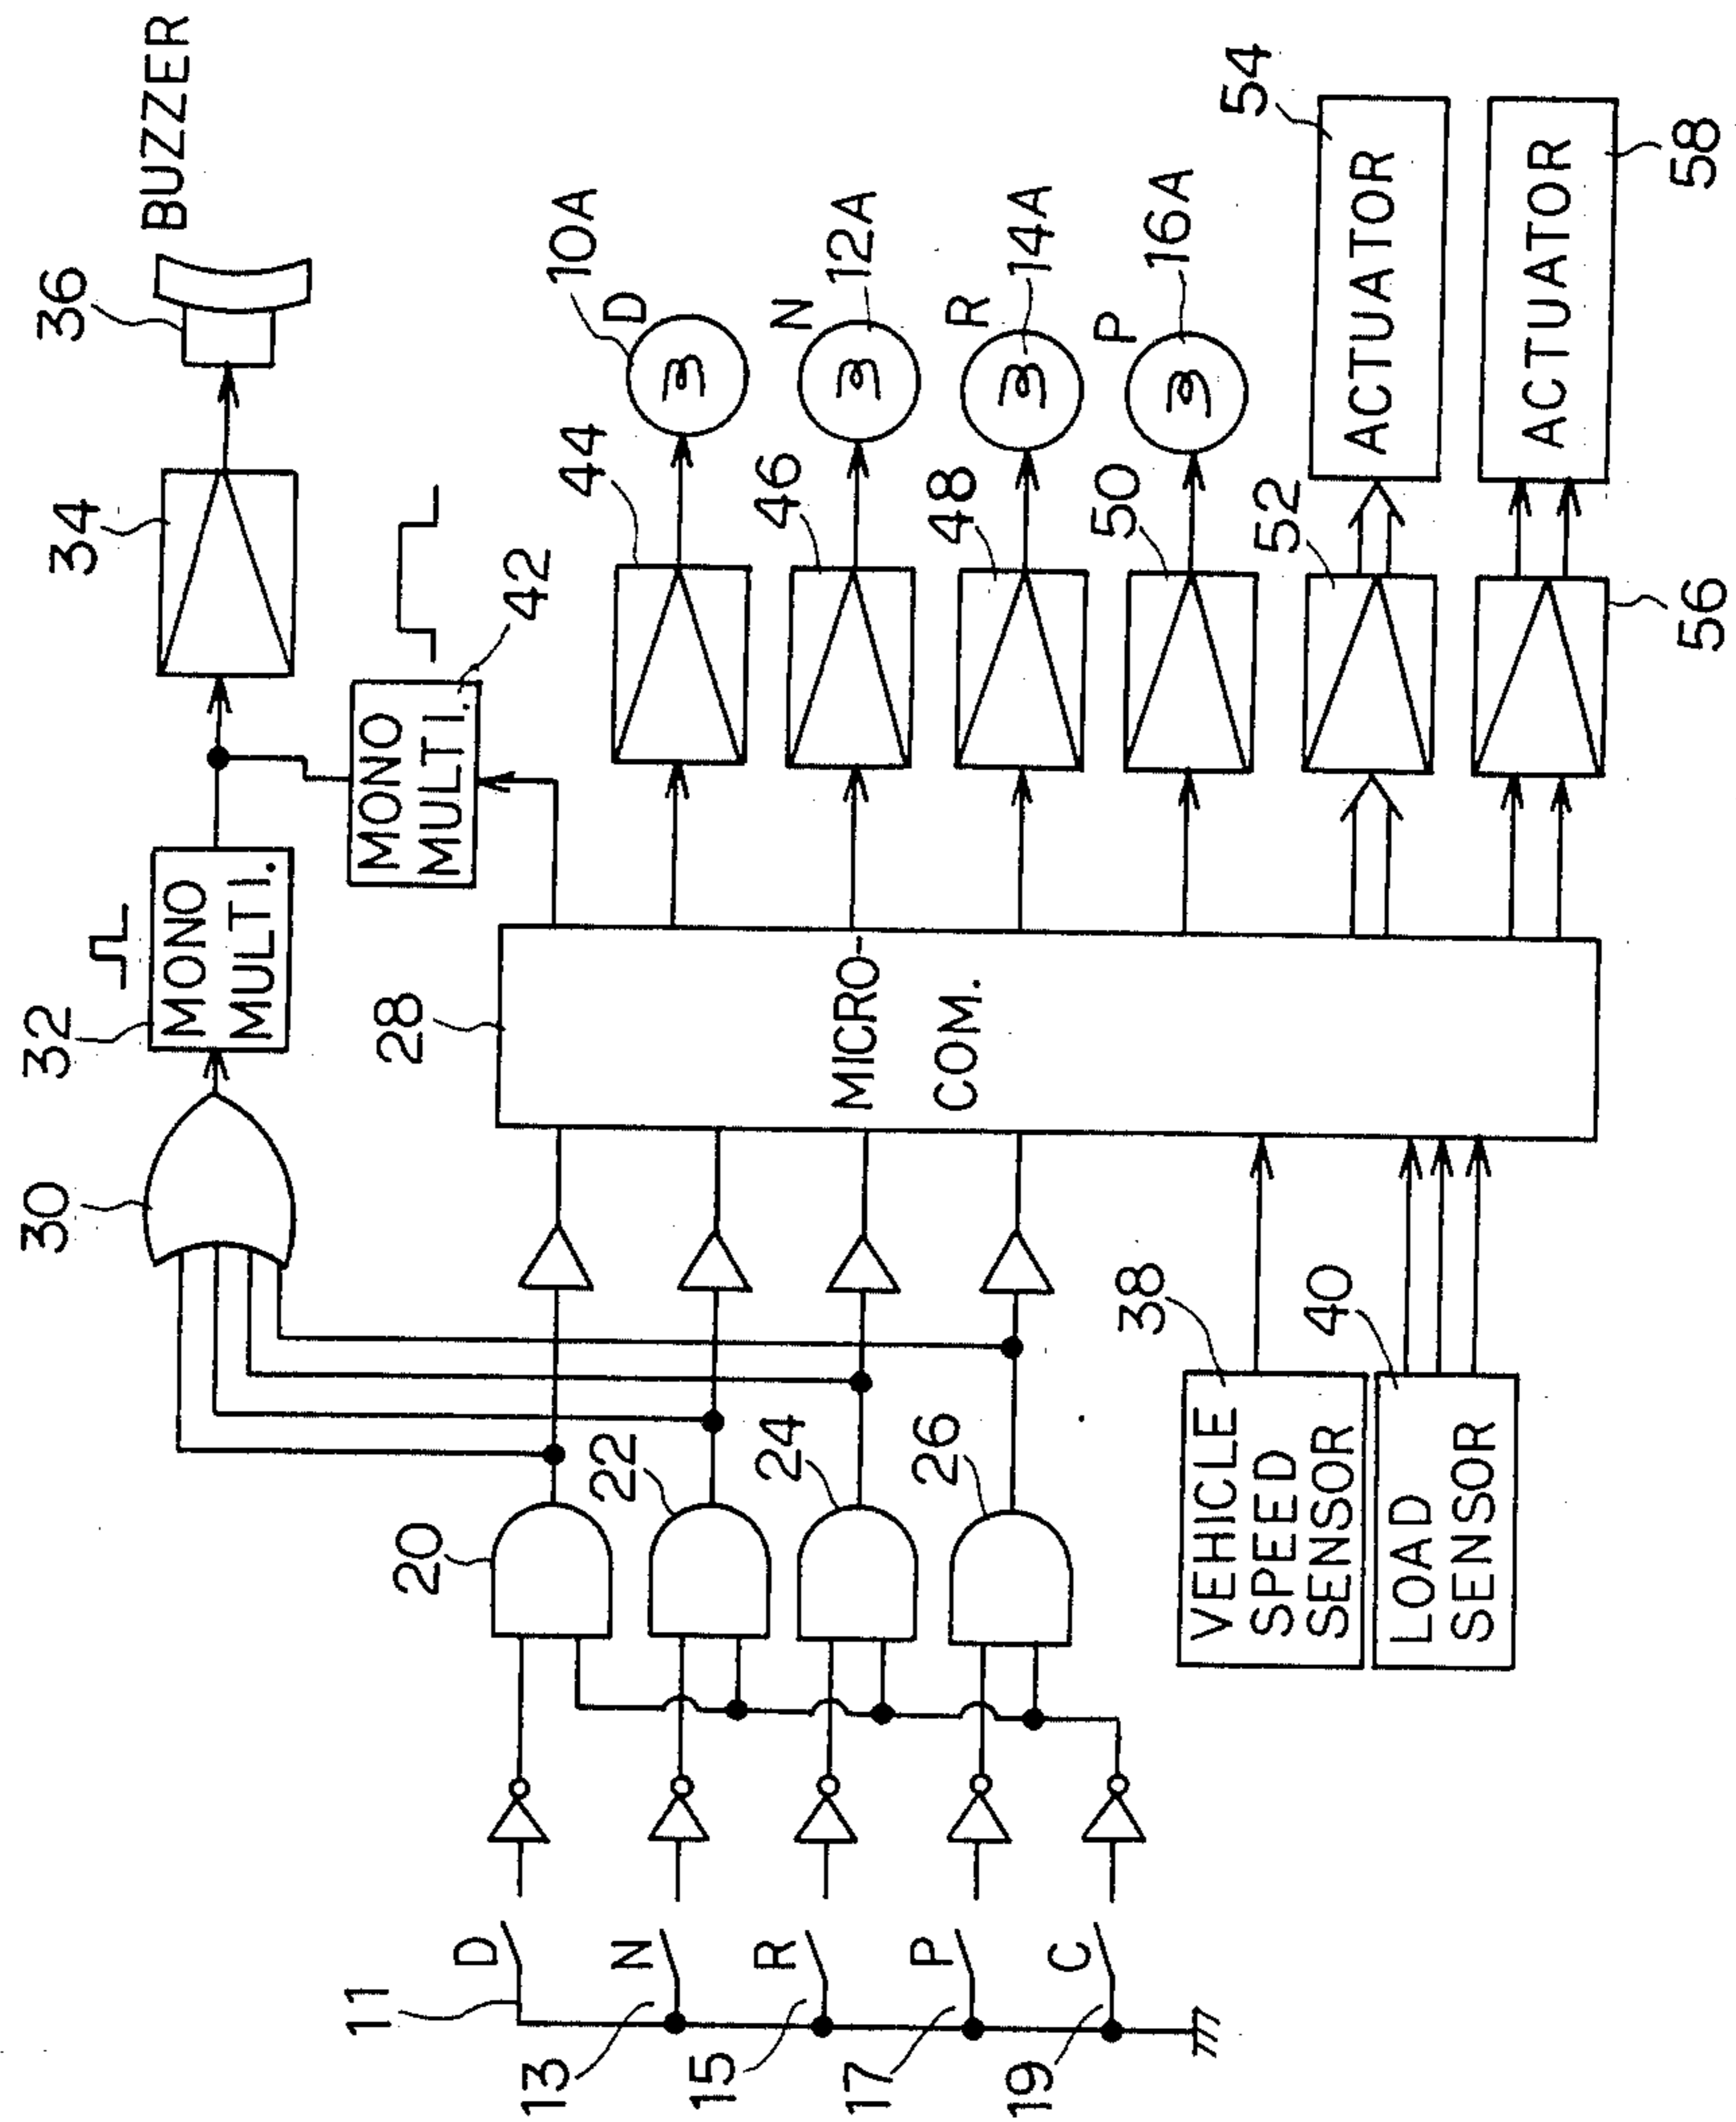 BUZZER
36
34
32
MONO
MULTI.
30
42
MONO
MULTI.
28
MICRO-
COM.
10A
D
44
12A
N
46
14A
R
48
16A
P
50
54
ACTUATOR
52
58
ACTUATOR
56
20
22
24
26
11
D
13
N
15
R
17
P
19
C
38
VEHICLE
SPEED
SENSOR
40
LOAD
SENSOR